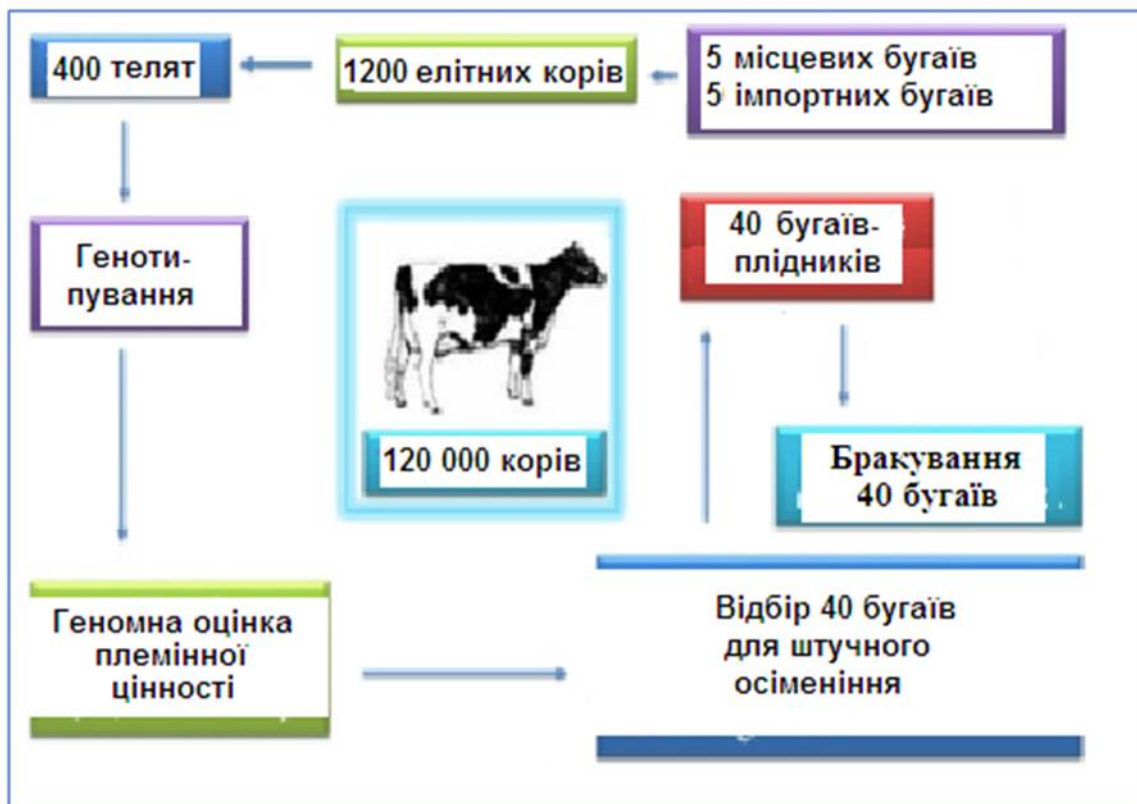 400 телят
1200 елітних корів
5 місцевих бугаїв
5 імпортних бугаїв
Геноти-
пування
40 бугаїв-
плідників
120 000 корів
Бракування
40 бугаїв
Геномна оцінка
племінної
цінності
Відбір 40 бугаїв
для штучного
осіменіння